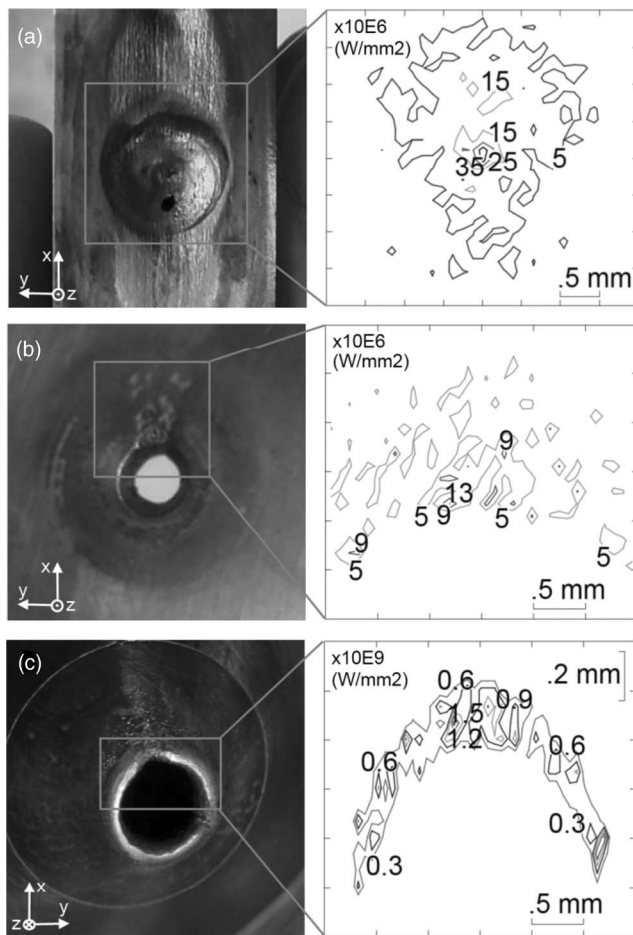 (a)
x10E6
(W/mm2)
15
15
35 25 5
.5 mm
x
y
z
(b)
x10E6
(W/mm2)
9
13
5 9 5
9
5 5
.5 mm
x
y
z
(c)
x10E9
(W/mm2)
.2 mm
0.6
0.9
1.5
1.2
0.6 0.6
0.3
0.3
.5 mm
x
z y